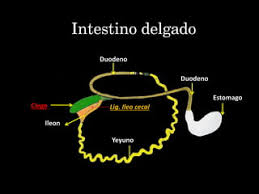 Intestino delgado
Duodeno
Duodeno
Estomago
Ciego
Lig. Ileo cecal
Ileon
Yeyuno